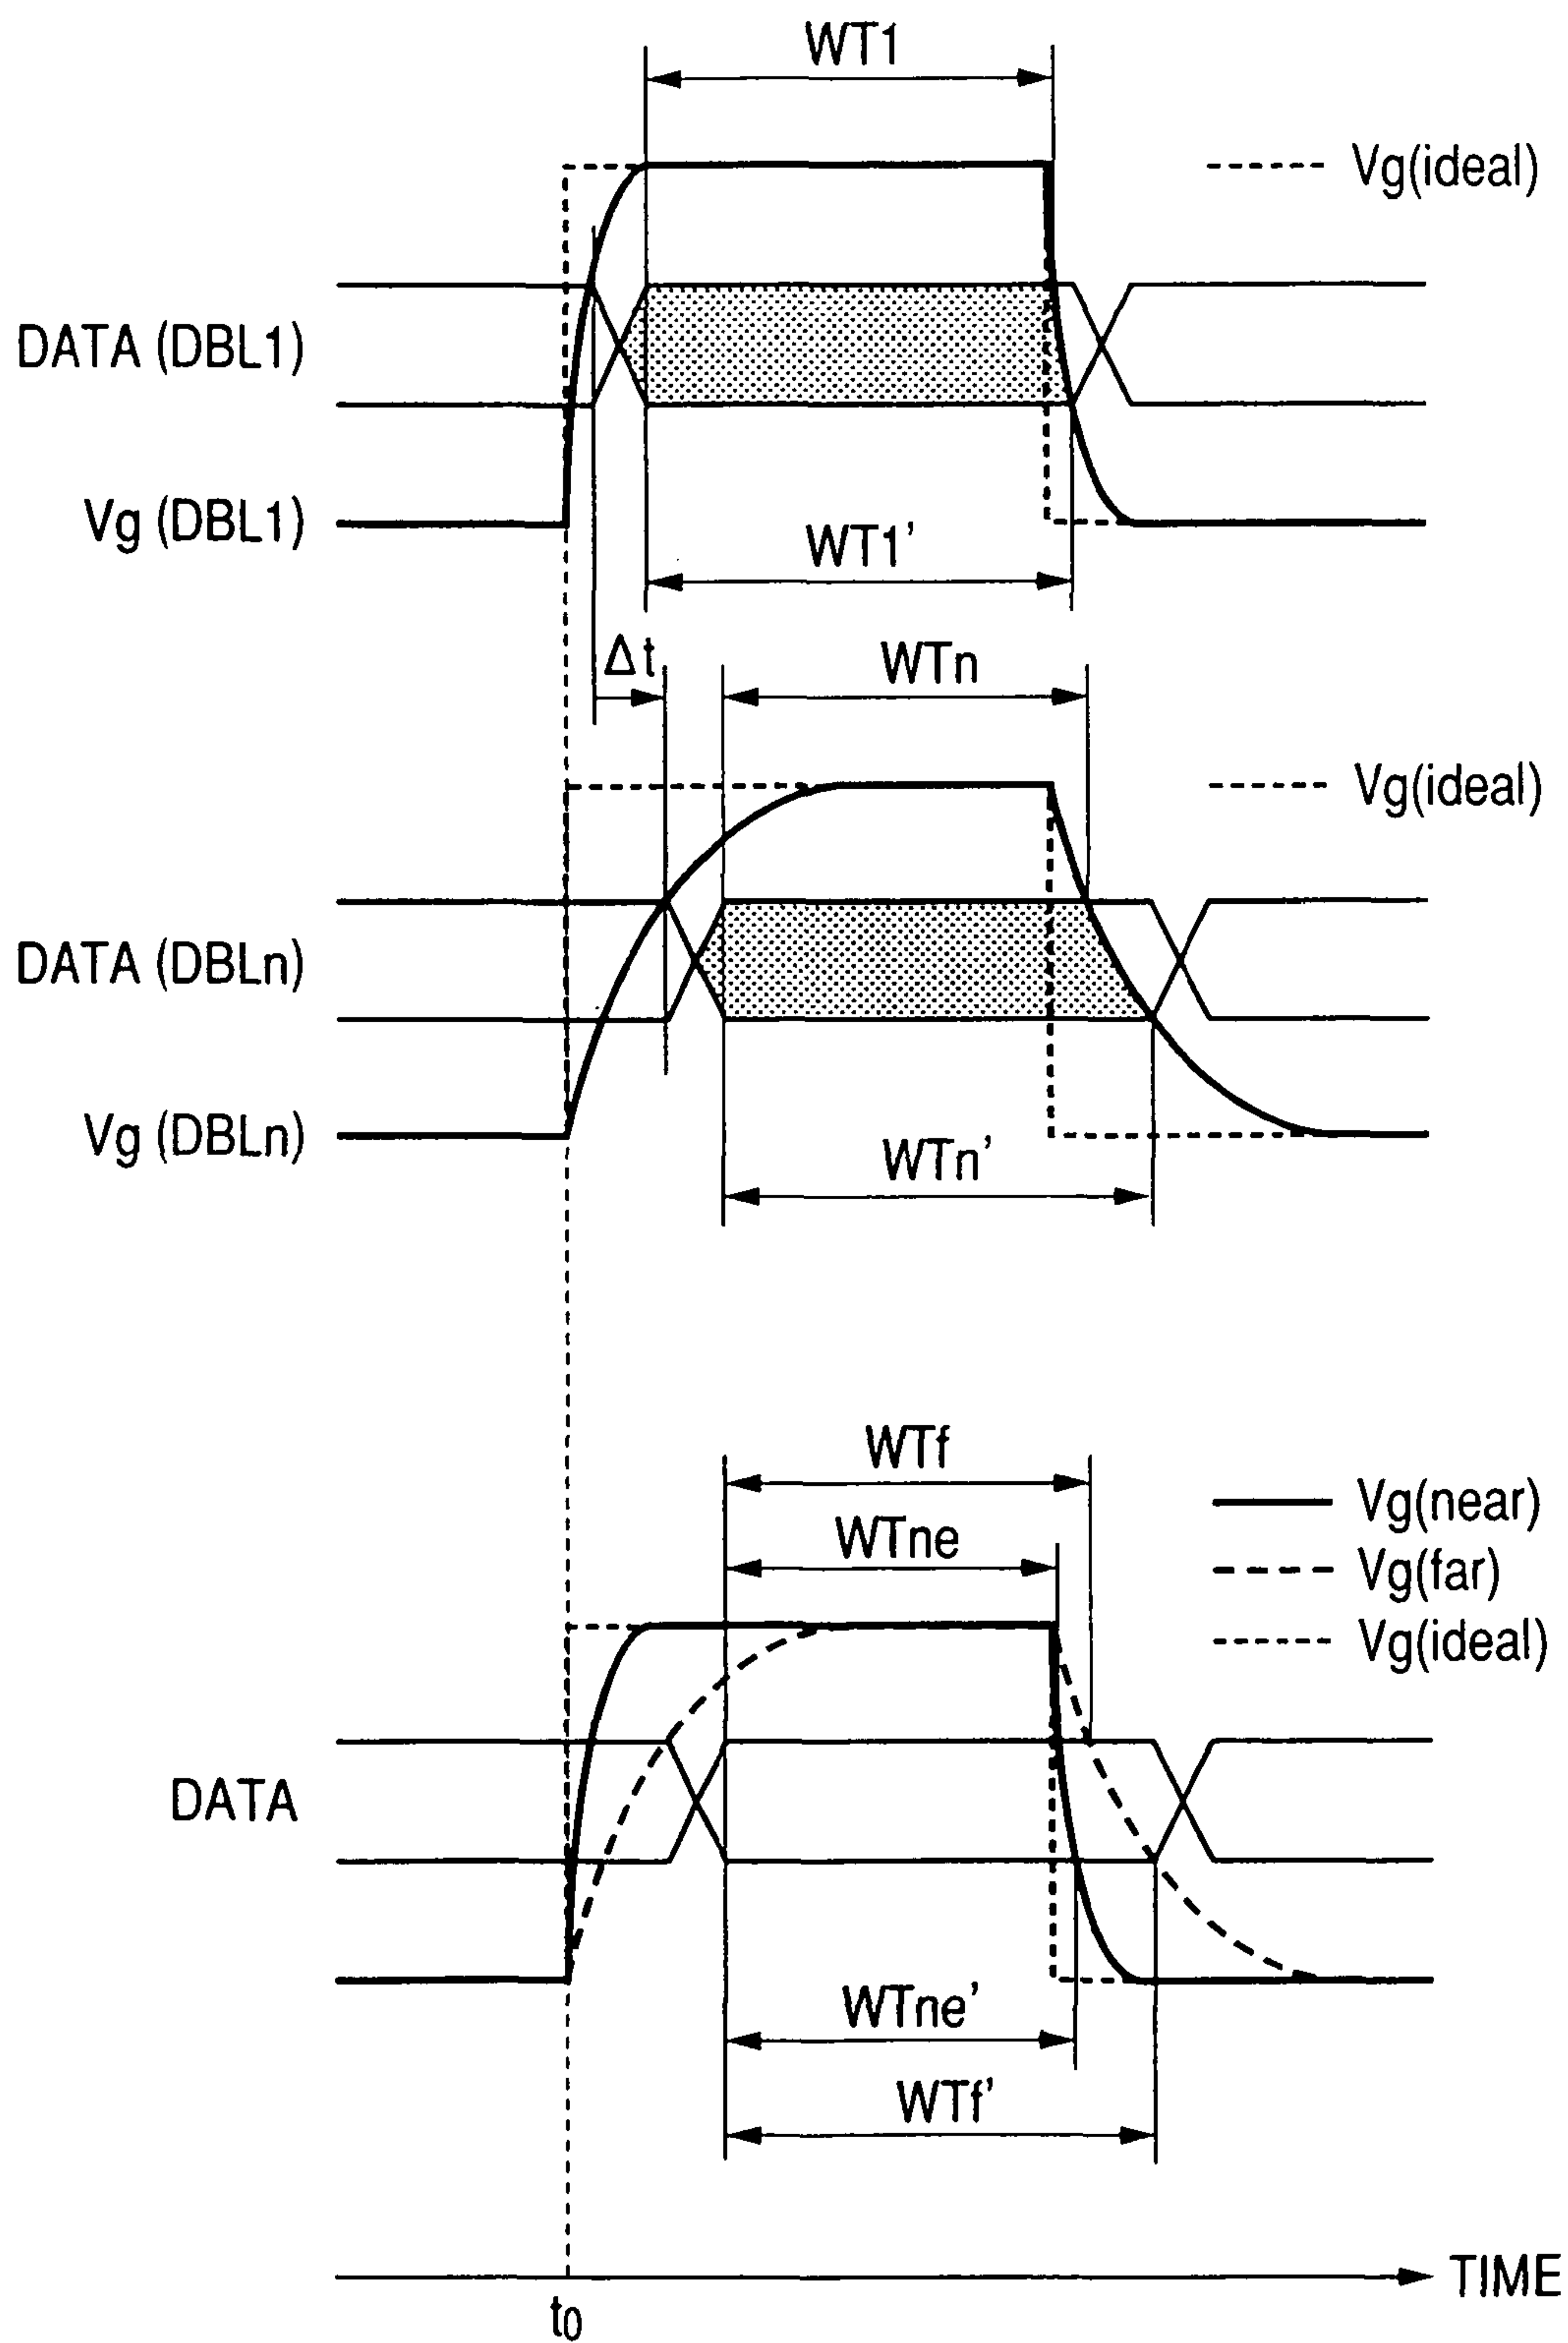 WT1
Vg(ideal)
DATA (DBL1)
Vg (DBL1)
WT1'
Δt
WTn
Vg(ideal)
DATA (DBLn)
Vg (DBLn)
WTn'
WTf
Vg(near)
WTne
Vg(far)
Vg(ideal)
DATA
WTne'
WTf'
TIME
t0